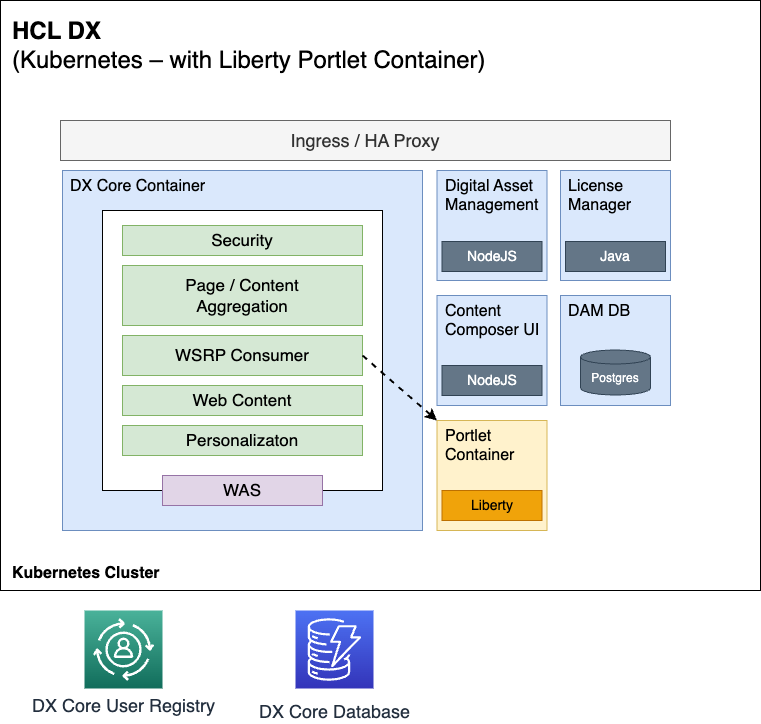 HCL DX
(Kubernetes – with Liberty Portlet Container)
Ingress / HA Proxy
DX Core Container
Security
Page / Content
Aggregation
WSRP Consumer
Web Content
Personalizaton
WAS
Digital Asset
Management
NodeJS
License
Manager
Java
Content
Composer UI
NodeJS
DAM DB
Postgres
Portlet
Container
Liberty
Kubernetes Cluster
DX Core User Registry
DX Core Database